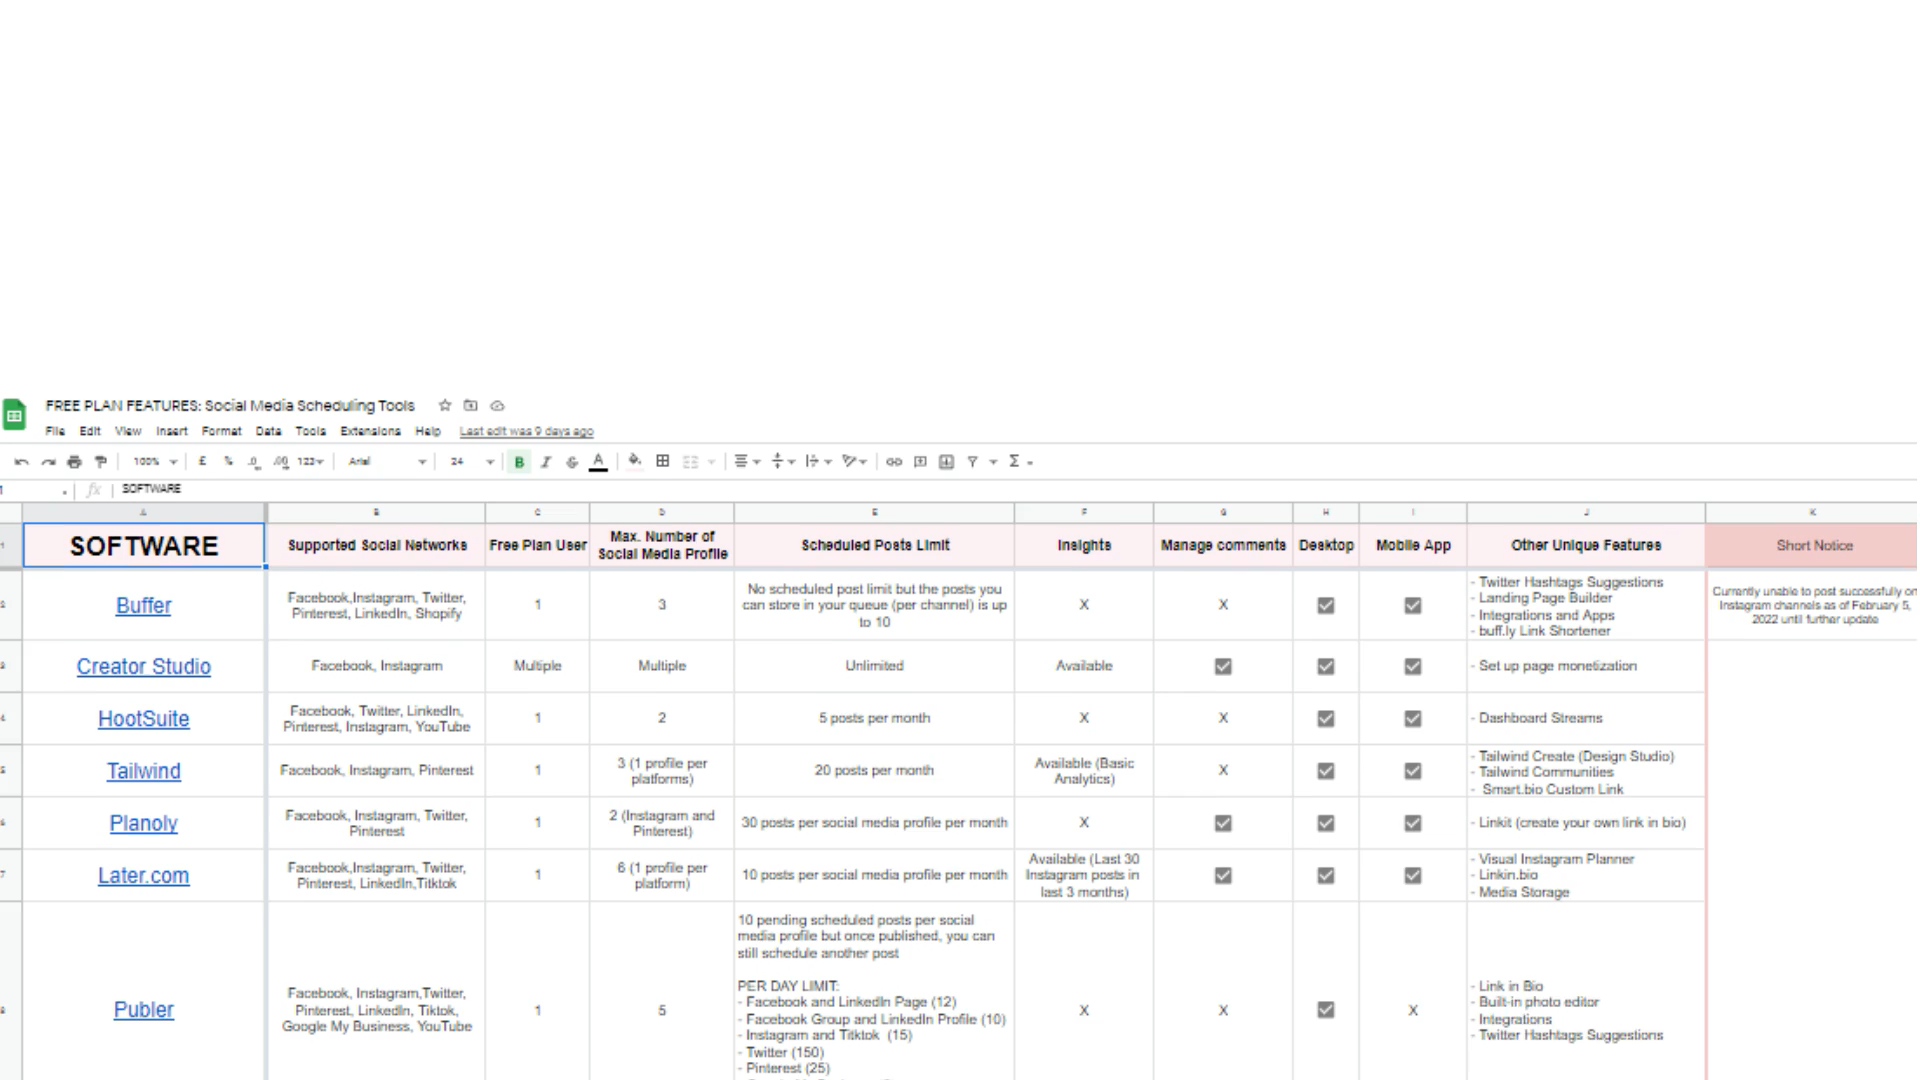 FREE PLAN FEATURES: Social Media Scheduling Tools
File Edit View Insert Format Data Tools Extensions Help Last edit was 9 days ago
100% £ % .0 .00 123 Arial 24 B I S A
fx SOFTWARE
A B C D E F G H I J K
1 SOFTWARE Supported Social Networks Free Plan User Max. Number of Social Media Profile Scheduled Posts Limit Insights Manage comments Desktop Mobile App Other Unique Features Short Notice
2 Buffer
Facebook,Instagram, Twitter,
Pinterest, LinkedIn, Shopify
1
3
No scheduled post limit but the posts you
can store in your queue (per channel) is up
to 10
X
X
- Twitter Hashtags Suggestions
- Landing Page Builder
- Integrations and Apps
- buff.ly Link Shortener
Currently unable to post successfully on
Instagram channels as of February 5,
2022 until further update
3 Creator Studio
Facebook, Instagram
Multiple
Multiple
Unlimited
Available
- Set up page monetization
4 HootSuite
Facebook, Twitter, LinkedIn,
Pinterest, Instagram, YouTube
1
2
5 posts per month
X
X
- Dashboard Streams
5 Tailwind
Facebook, Instagram, Pinterest
1
3 (1 profile per
platforms)
20 posts per month
Available (Basic
Analytics)
X
- Tailwind Create (Design Studio)
- Tailwind Communities
- Smart.bio Custom Link
6 Planoly
Facebook, Instagram, Twitter,
Pinterest
1
2 (Instagram and
Pinterest)
30 posts per social media profile per month
X
- Linkit (create your own link in bio)
7 Later.com
Facebook,Instagram, Twitter,
Pinterest, LinkedIn,Titktok
1
6 (1 profile per
platform)
10 posts per social media profile per month
Available (Last 30
Instagram posts in
last 3 months)
- Visual Instagram Planner
- Linkin.bio
- Media Storage
8 Publer
Facebook, Instagram,Twitter,
Pinterest, LinkedIn, Tiktok,
Google My Business, YouTube
1
5
10 pending scheduled posts per social
media profile but once published, you can
still schedule another post
PER DAY LIMIT:
- Facebook and LinkedIn Page (12)
- Facebook Group and LinkedIn Profile (10)
- Instagram and Titktok (15)
- Twitter (150)
- Pinterest (25)
X
X
X
- Link in Bio
- Built-in photo editor
- Integrations
- Twitter Hashtags Suggestions